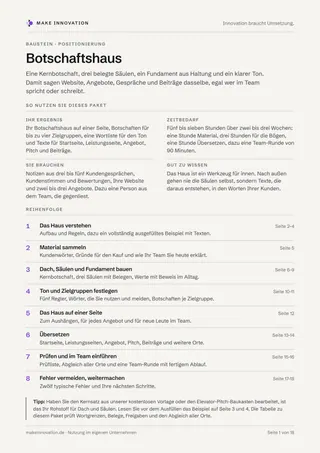 MAKE INNOVATION
Innovation braucht Umsetzung.
BAUSTEIN · POSITIONIERUNG
Botschaftshaus
Eine Kernbotschaft, drei belegte Säulen, ein Fundament aus Haltung und ein klarer Ton.
Damit sagen Website, Angebote, Gespräche und Beiträge dasselbe, egal wer im Team
spricht oder schreibt.
SO NUTZEN SIE DIESES PAKET
IHR ERGEBNIS
Ihr Botschaftshaus auf einer Seite, Botschaften für
bis zu vier Zielgruppen, eine Wortliste für den Ton
und Texte für Startseite, Leistungsseite, Angebot,
Pitch und Beiträge.
ZEITBEDARF
Fünf bis sieben Stunden über zwei bis drei Wochen:
eine Stunde Material, drei Stunden für die Bögen,
eine Stunde Übersetzen, dazu eine Team-Runde von
90 Minuten.
SIE BRAUCHEN
Notizen aus drei bis fünf Kundengesprächen,
Kundenstimmen und Bewertungen, Ihre Website
und zwei bis drei Angebote. Dazu eine Person aus
dem Team, die gegenliest.
GUT ZU WISSEN
Das Haus ist ein Werkzeug für innen. Nach außen
gehen nie die Säulen selbst, sondern Texte, die
daraus entstehen, in den Worten Ihrer Kunden.
REIHENFOLGE
1 Das Haus verstehen Seite 3–4
Aufbau und Regeln, dazu ein vollständig ausgefülltes Beispiel mit Texten.
2 Material sammeln Seite 5
Kundenwörter, Gründe für den Kauf und wie Ihr Team Sie heute erklärt.
3 Dach, Säulen und Fundament bauen Seite 6–9
Kernbotschaft, drei Säulen mit Belegen, Werte mit Beweis im Alltag.
4 Ton und Zielgruppen festlegen Seite 10–11
Fünf Regler, Wörter, die Sie nutzen und meiden, Botschaften je Zielgruppe.
5 Das Haus auf einer Seite Seite 12
Zum Aushängen, für jedes Angebot und für neue Leute im Team.
6 Übersetzen Seite 13–14
Startseite, Leistungsseiten, Angebot, Pitch, Beiträge und weitere Orte.
7 Prüfen und im Team einführen Seite 15–16
Prüfliste, Abgleich aller Orte und eine Team-Runde mit fertigem Ablauf.
8 Fehler vermeiden, weitermachen Seite 17–18
Zwölf typische Fehler und Ihre nächsten Schritte.
Tipp: Haben Sie den Kernsatz aus unserer kostenlosen Vorlage oder den Elevator-Pitch-Baukasten bearbeitet, ist
das Ihr Rohstoff für Dach und Säulen. Lesen Sie vor dem Ausfüllen das Beispiel auf Seite 3 und 4. Die Tabelle zu
diesem Paket prüft Wortgrenzen, Belege, Freigaben und den Abgleich aller Orte.
makeinnovation.de · Nutzung im eigenen Unternehmen
Seite 1 von 18